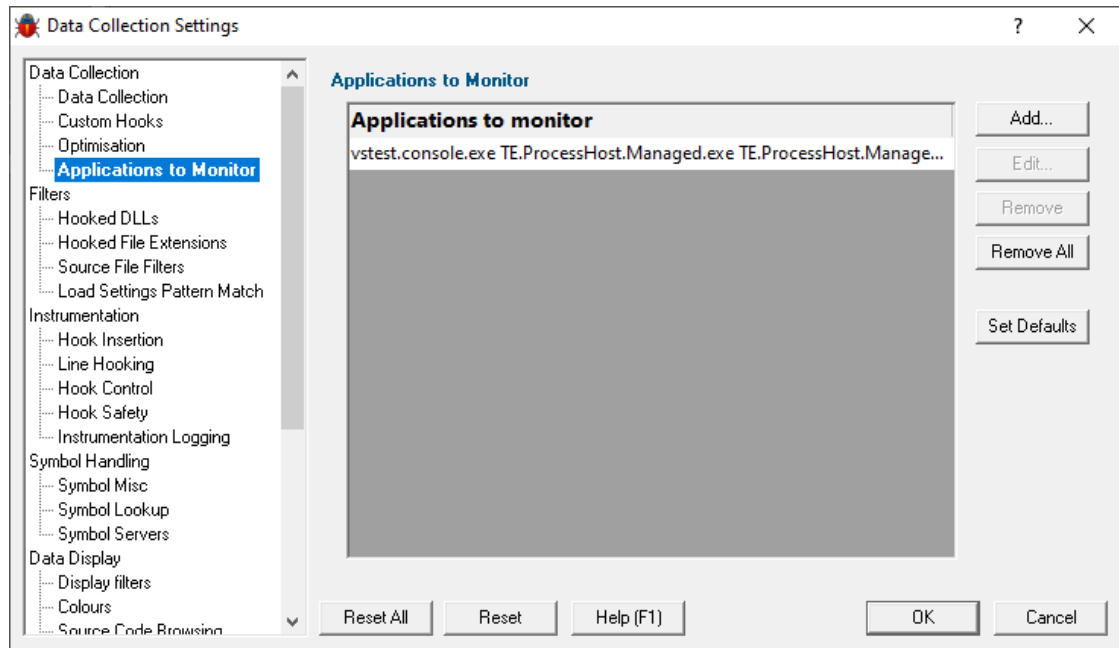 Data Collection Settings
?
Data Collection
Data Collection
Custom Hooks
Optimisation
Applications to Monitor
Filters
Hooked DLLs
Hooked File Extensions
Source File Filters
Load Settings Pattern Match
Instrumentation
Hook Insertion
Line Hooking
Hook Control
Hook Safety
Instrumentation Logging
Symbol Handling
Symbol Misc
Symbol Lookup
Symbol Servers
Data Display
Display filters
Colours
Source Code Browsing
Applications to Monitor
Applications to monitor
vstest.console.exe TE.ProcessHost.Managed.exe TE.ProcessHost.Manage...
Add...
Edit...
Remove
Remove All
Set Defaults
Reset All
Reset
Help (F1)
OK
Cancel